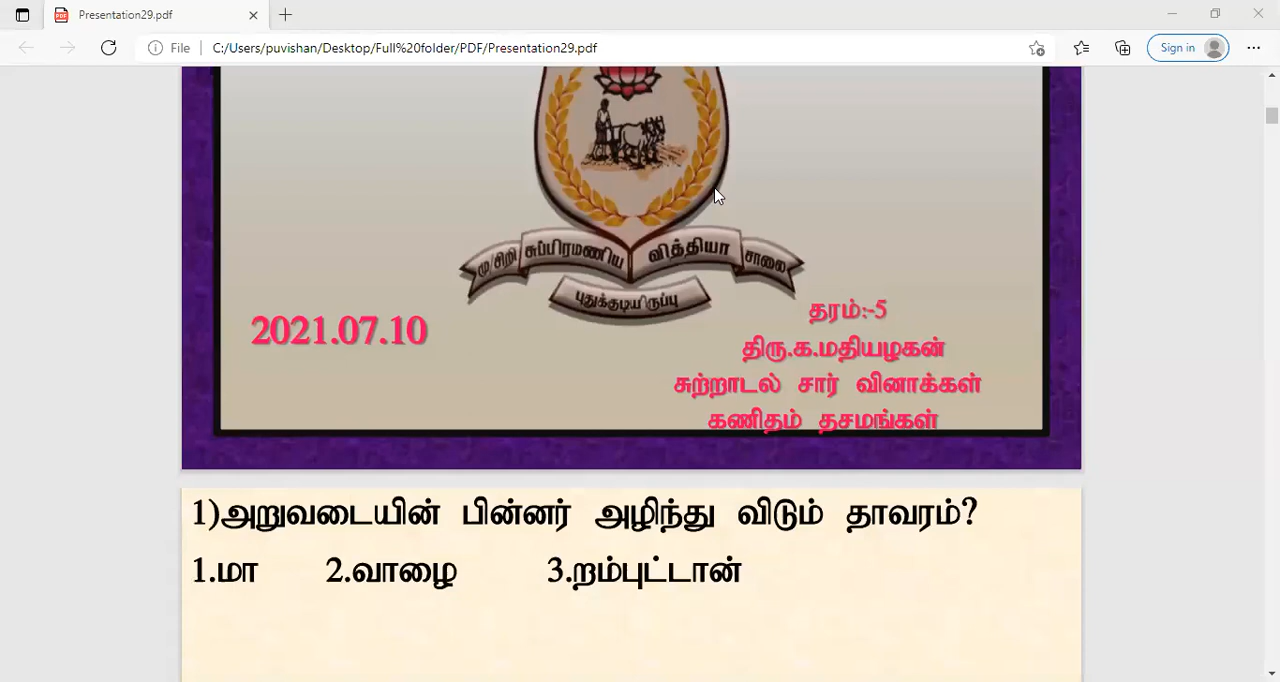 Presentation29.pdf
File C:/Users/puvishan/Desktop/Full%20folder/PDF/Presentation29.pdf Sign in
மு/சிறி சுப்பிரமணிய வித்தியா சாலை
புதுக்குடியிருப்பு
2021.07.10
தரம்:-5
திரு.க.மதியழகன்
சுற்றாடல் சார் வினாக்கள்
கணிதம் தசமங்கள்
1)அறுவடையின் பின்னர் அழிந்து விடும் தாவரம்?
1.மா 2.வாழை 3.றம்புட்டான்